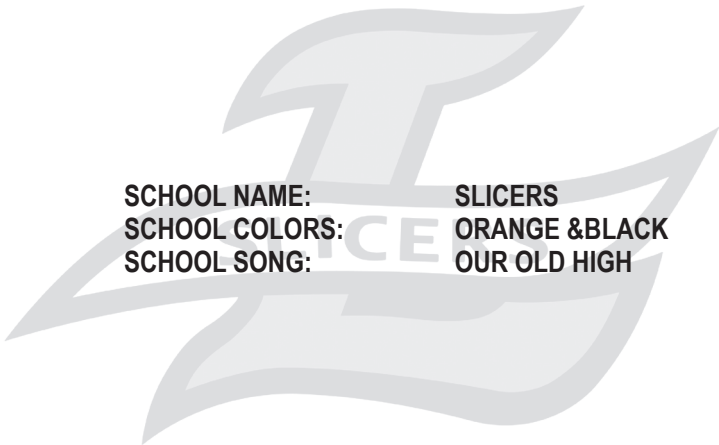 SCHOOL NAME: SLICERS
SCHOOL COLORS: ORANGE &BLACK
SCHOOL SONG: OUR OLD HIGH
SLICERS